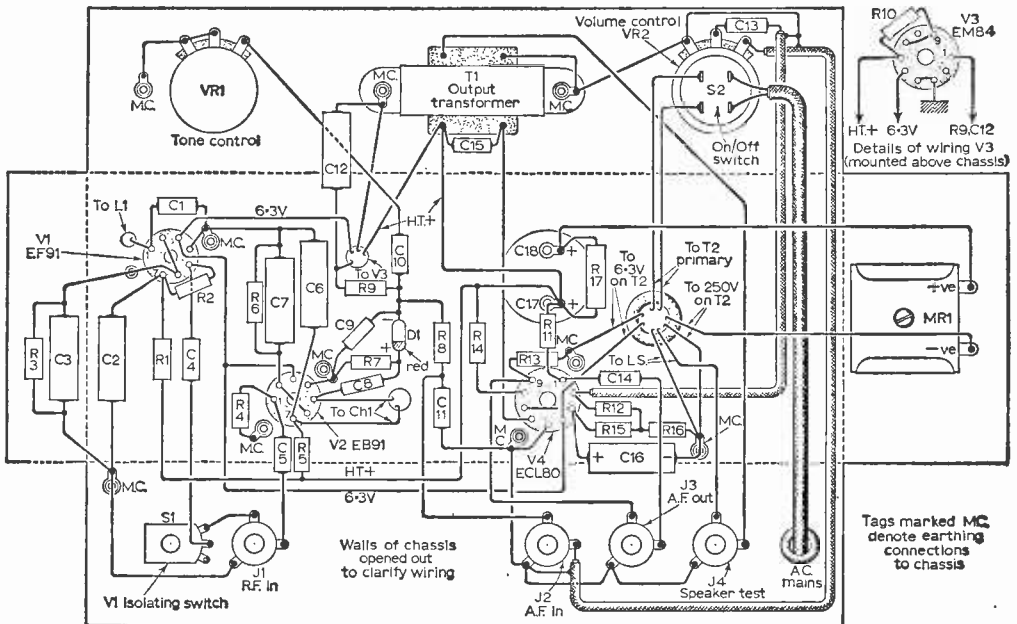 R10
V3
EM84
9
1
H.T.+
6·3V
R9,C12
Details of wiring V3
(mounted above chassis)
Volume control
VR2
C13
S2
On/Off
switch
T1
Output
transformer
M.C.
M.C.
C15
VR1
M.C.
Tone control
C12
To L1
C1
V1
EF91
6·3V
M.C.
H.T.+
C10
To V3
R9
R2
R6
C7
C6
C9
D1
+
red
R7
C8
M.C.
R3
C3
C2
R1
C4
R4
M.C.
1
7
C5
R5
To Ch1
V2 EB91
R8
C11
R14
C18
+
C17
+
R17
R11
To
6·3V
on T2
To T2
primary
To 250V
on T2
To L.S.
R13
M.C.
9
1
C14
R12
R15
R16
M.C.
M.C.
+
C16
−
V4
ECL80
+ve
MR1
−ve
HT+
6·3V
M.C.
S1
V1 Isolating switch
J1
R.F. in
Walls of chassis
opened out
to clarify wiring
J2
A.F. in
J3
A.F. out
J4
Speaker test
A.C.
mains
Tags marked M.C.
denote earthing
connections
to chassis